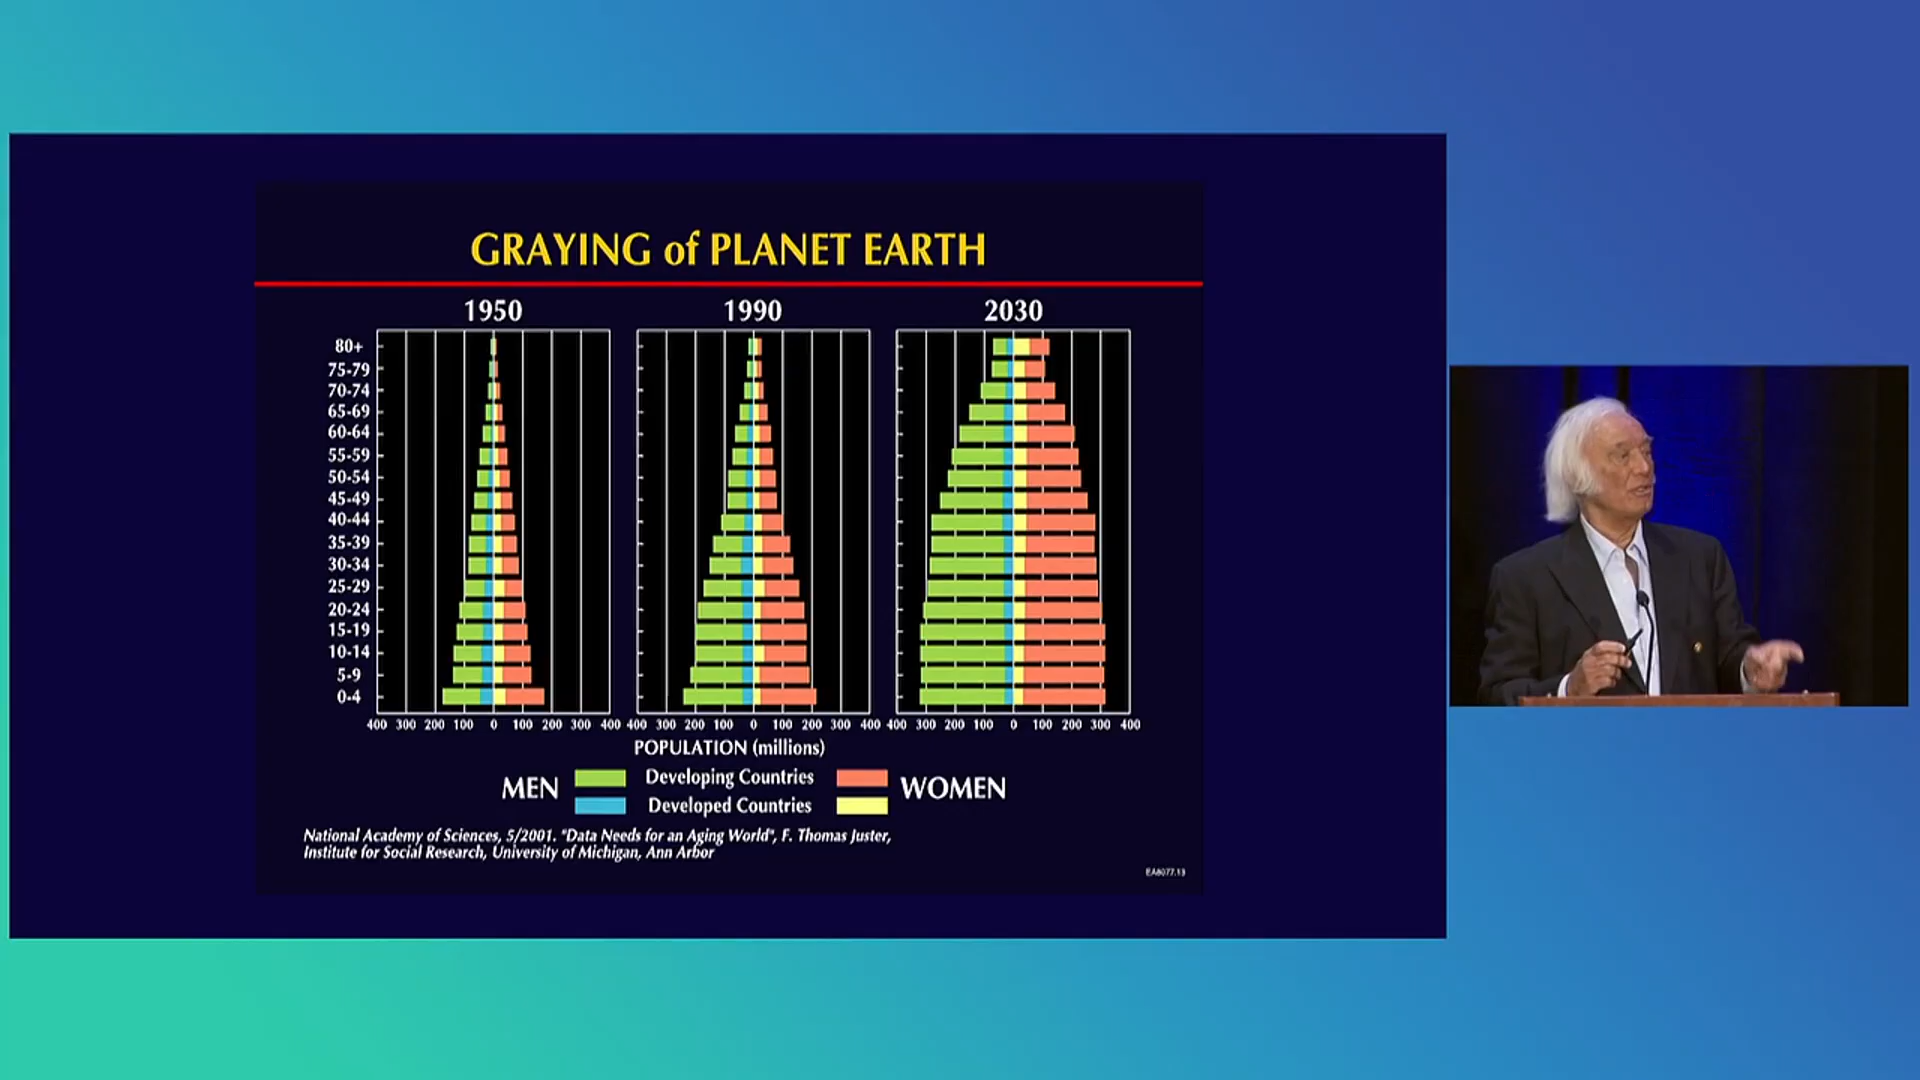 GRAYING of PLANET EARTH
1950 1990 2030
80+
75-79
70-74
65-69
60-64
55-59
50-54
45-49
40-44
35-39
30-34
25-29
20-24
15-19
10-14
5-9
0-4
400 300 200 100 0 100 200 300 400 400 300 200 100 0 100 200 300 400 400 300 200 100 0 100 200 300 400
POPULATION (millions)
MEN Developing Countries WOMEN
Developed Countries
National Academy of Sciences, 5/2001. "Data Needs for an Aging World", F. Thomas Juster,
Institute for Social Research, University of Michigan, Ann Arbor
EA8077.13